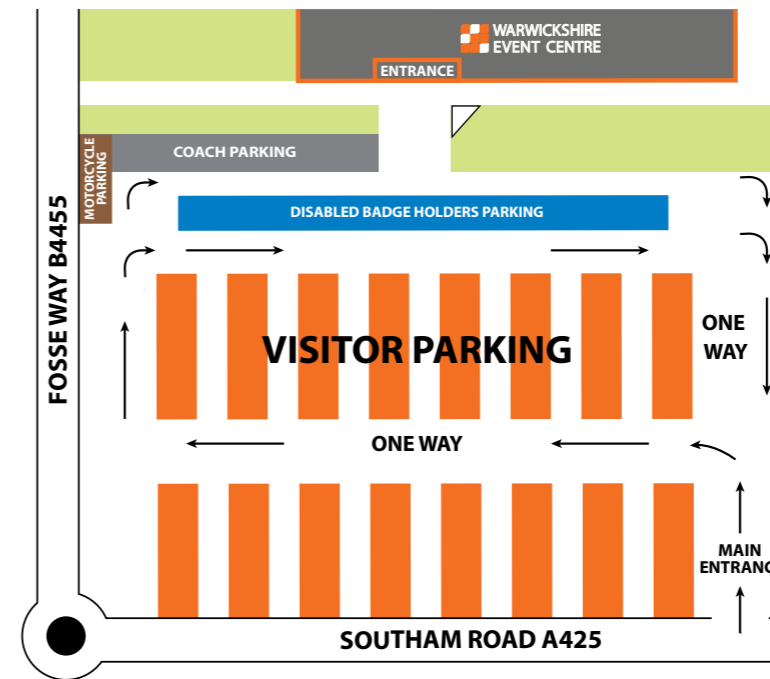 WARWICKSHIRE
EVENT CENTRE
ENTRANCE
MOTORCYCLE
PARKING
COACH PARKING
DISABLED BADGE HOLDERS PARKING
FOSSE WAY B4455
VISITOR PARKING
ONE
WAY
ONE WAY
MAIN
ENTRANC
SOUTHAM ROAD A425